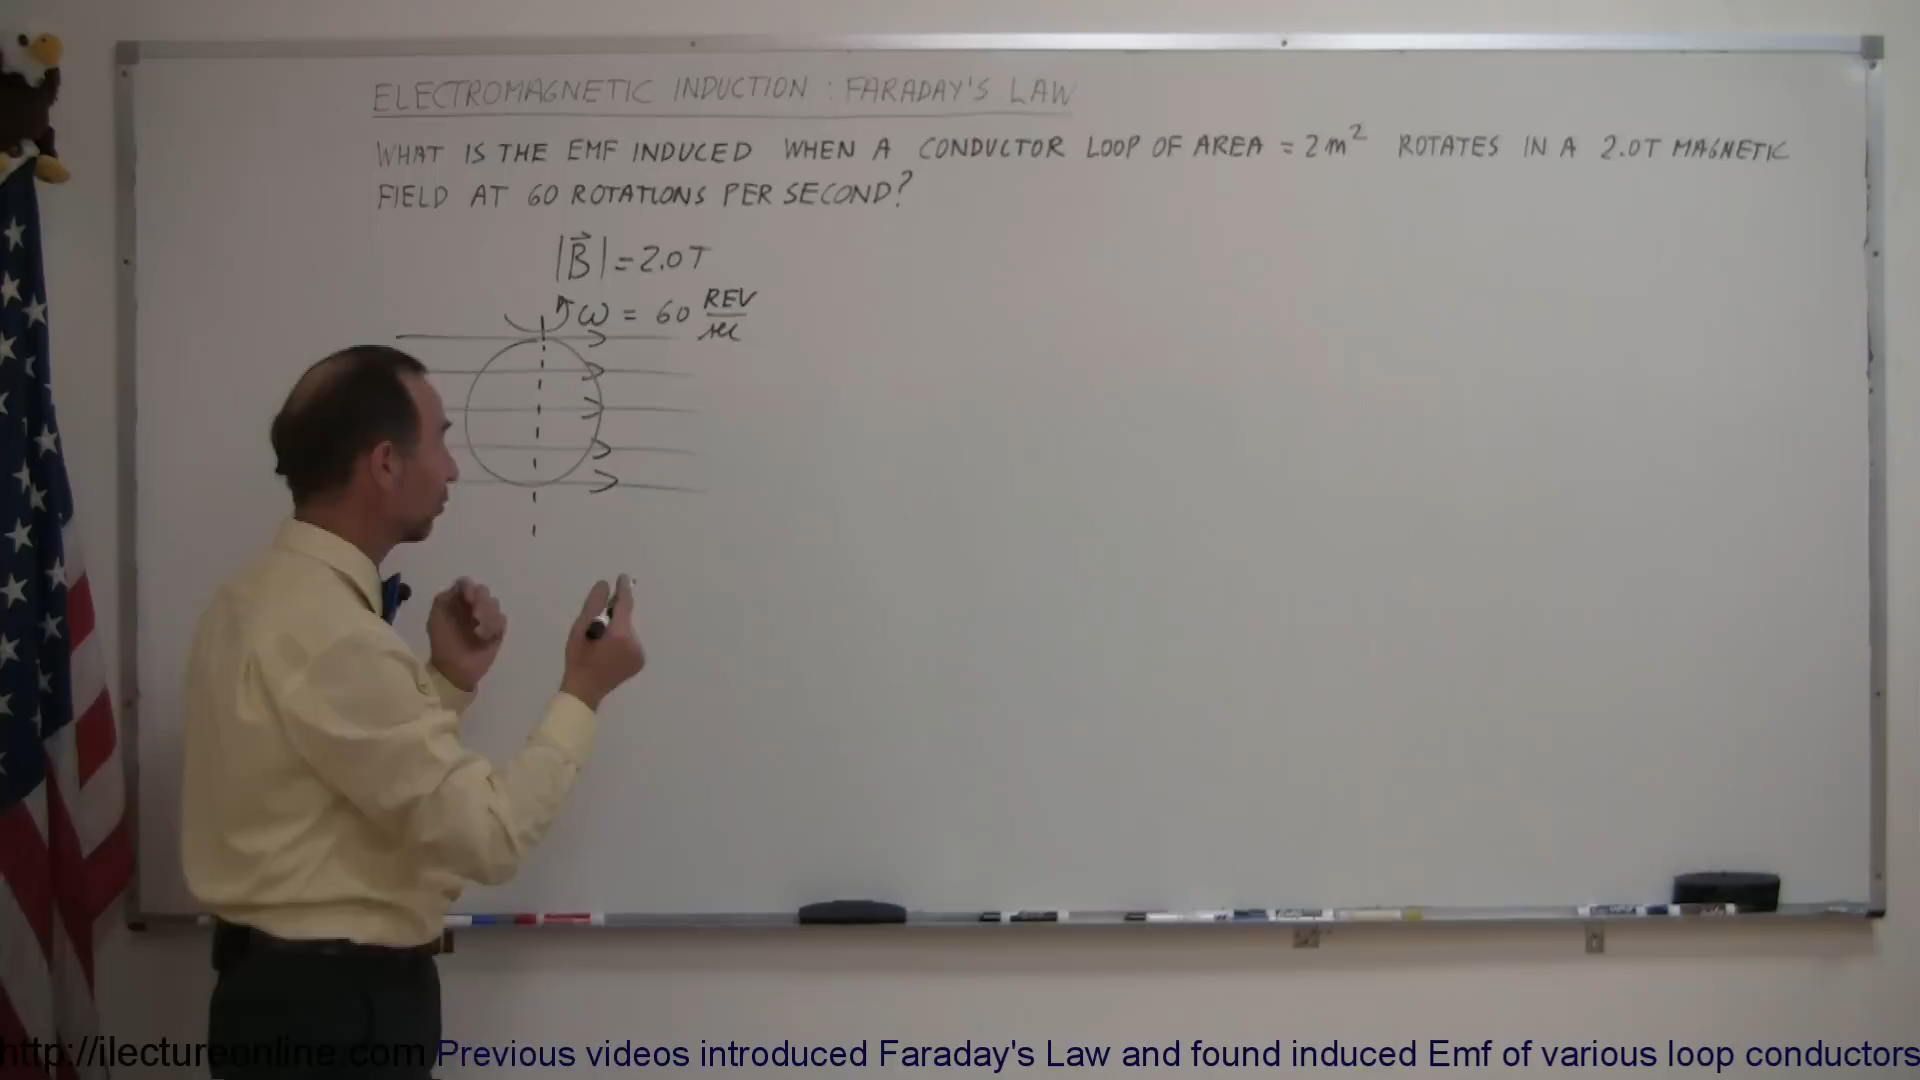 ELECTROMAGNETIC INDUCTION : FARADAY'S LAW
WHAT IS THE EMF INDUCED WHEN A CONDUCTOR LOOP OF AREA = 2m² ROTATES IN A 2.0T MAGNETIC
FIELD AT 60 ROTATIONS PER SECOND?
|B⃗| = 2.0T
ω = 60 REV/sec
http://ilectureonline.com Previous videos introduced Faraday's Law and found induced Emf of various loop conductors